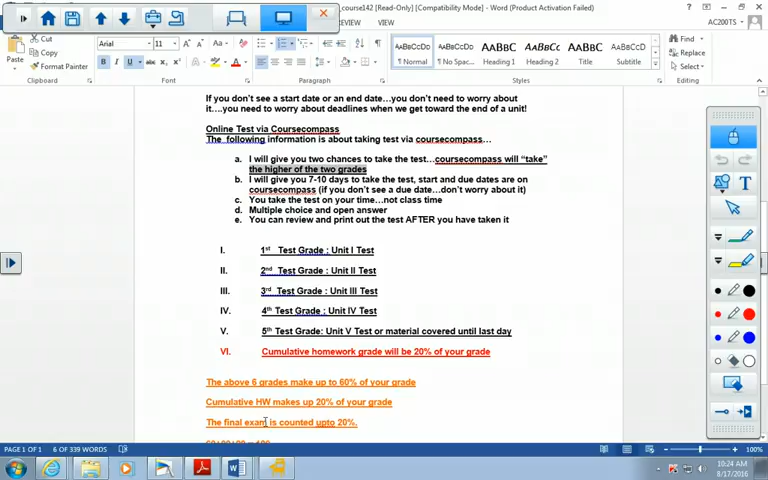 course142 [Read-Only] [Compatibility Mode] - Word (Product Activation Failed)
REVIEW VIEW
AC200TS
Cut
Copy
Paste
Format Painter
Clipboard
Arial
11
Font
Paragraph
AaBbCcDd AaBbCcDd AABBC AaBbCc AABBC AaBbCcD
¶ Normal ¶ No Spac... Heading 1 Heading 2 Title Subtitle
Styles
Find
Replace
Select
Editing
If you don't see a start date or an end date…you don't need to worry about
it….you need to worry about deadlines when we get toward the end of a unit!
Online Test via Coursecompass
The following information is about taking test via coursecompass…
a. I will give you two chances to take the test…coursecompass will “take”
the higher of the two grades
b. I will give you 7-10 days to take the test, start and due dates are on
coursecompass (if you don't see a due date…don't worry about it)
c. You take the test on your time…not class time
d. Multiple choice and open answer
e. You can review and print out the test AFTER you have taken it
I. 1st Test Grade : Unit I Test
II. 2nd Test Grade : Unit II Test
III. 3rd Test Grade : Unit III Test
IV. 4th Test Grade : Unit IV Test
V. 5th Test Grade: Unit V Test or material covered until last day
VI. Cumulative homework grade will be 20% of your grade
The above 6 grades make up to 60% of your grade
Cumulative HW makes up 20% of your grade
The final exam is counted upto 20%.
PAGE 1 OF 1 6 OF 339 WORDS
100%
10:24 AM
8/17/2016